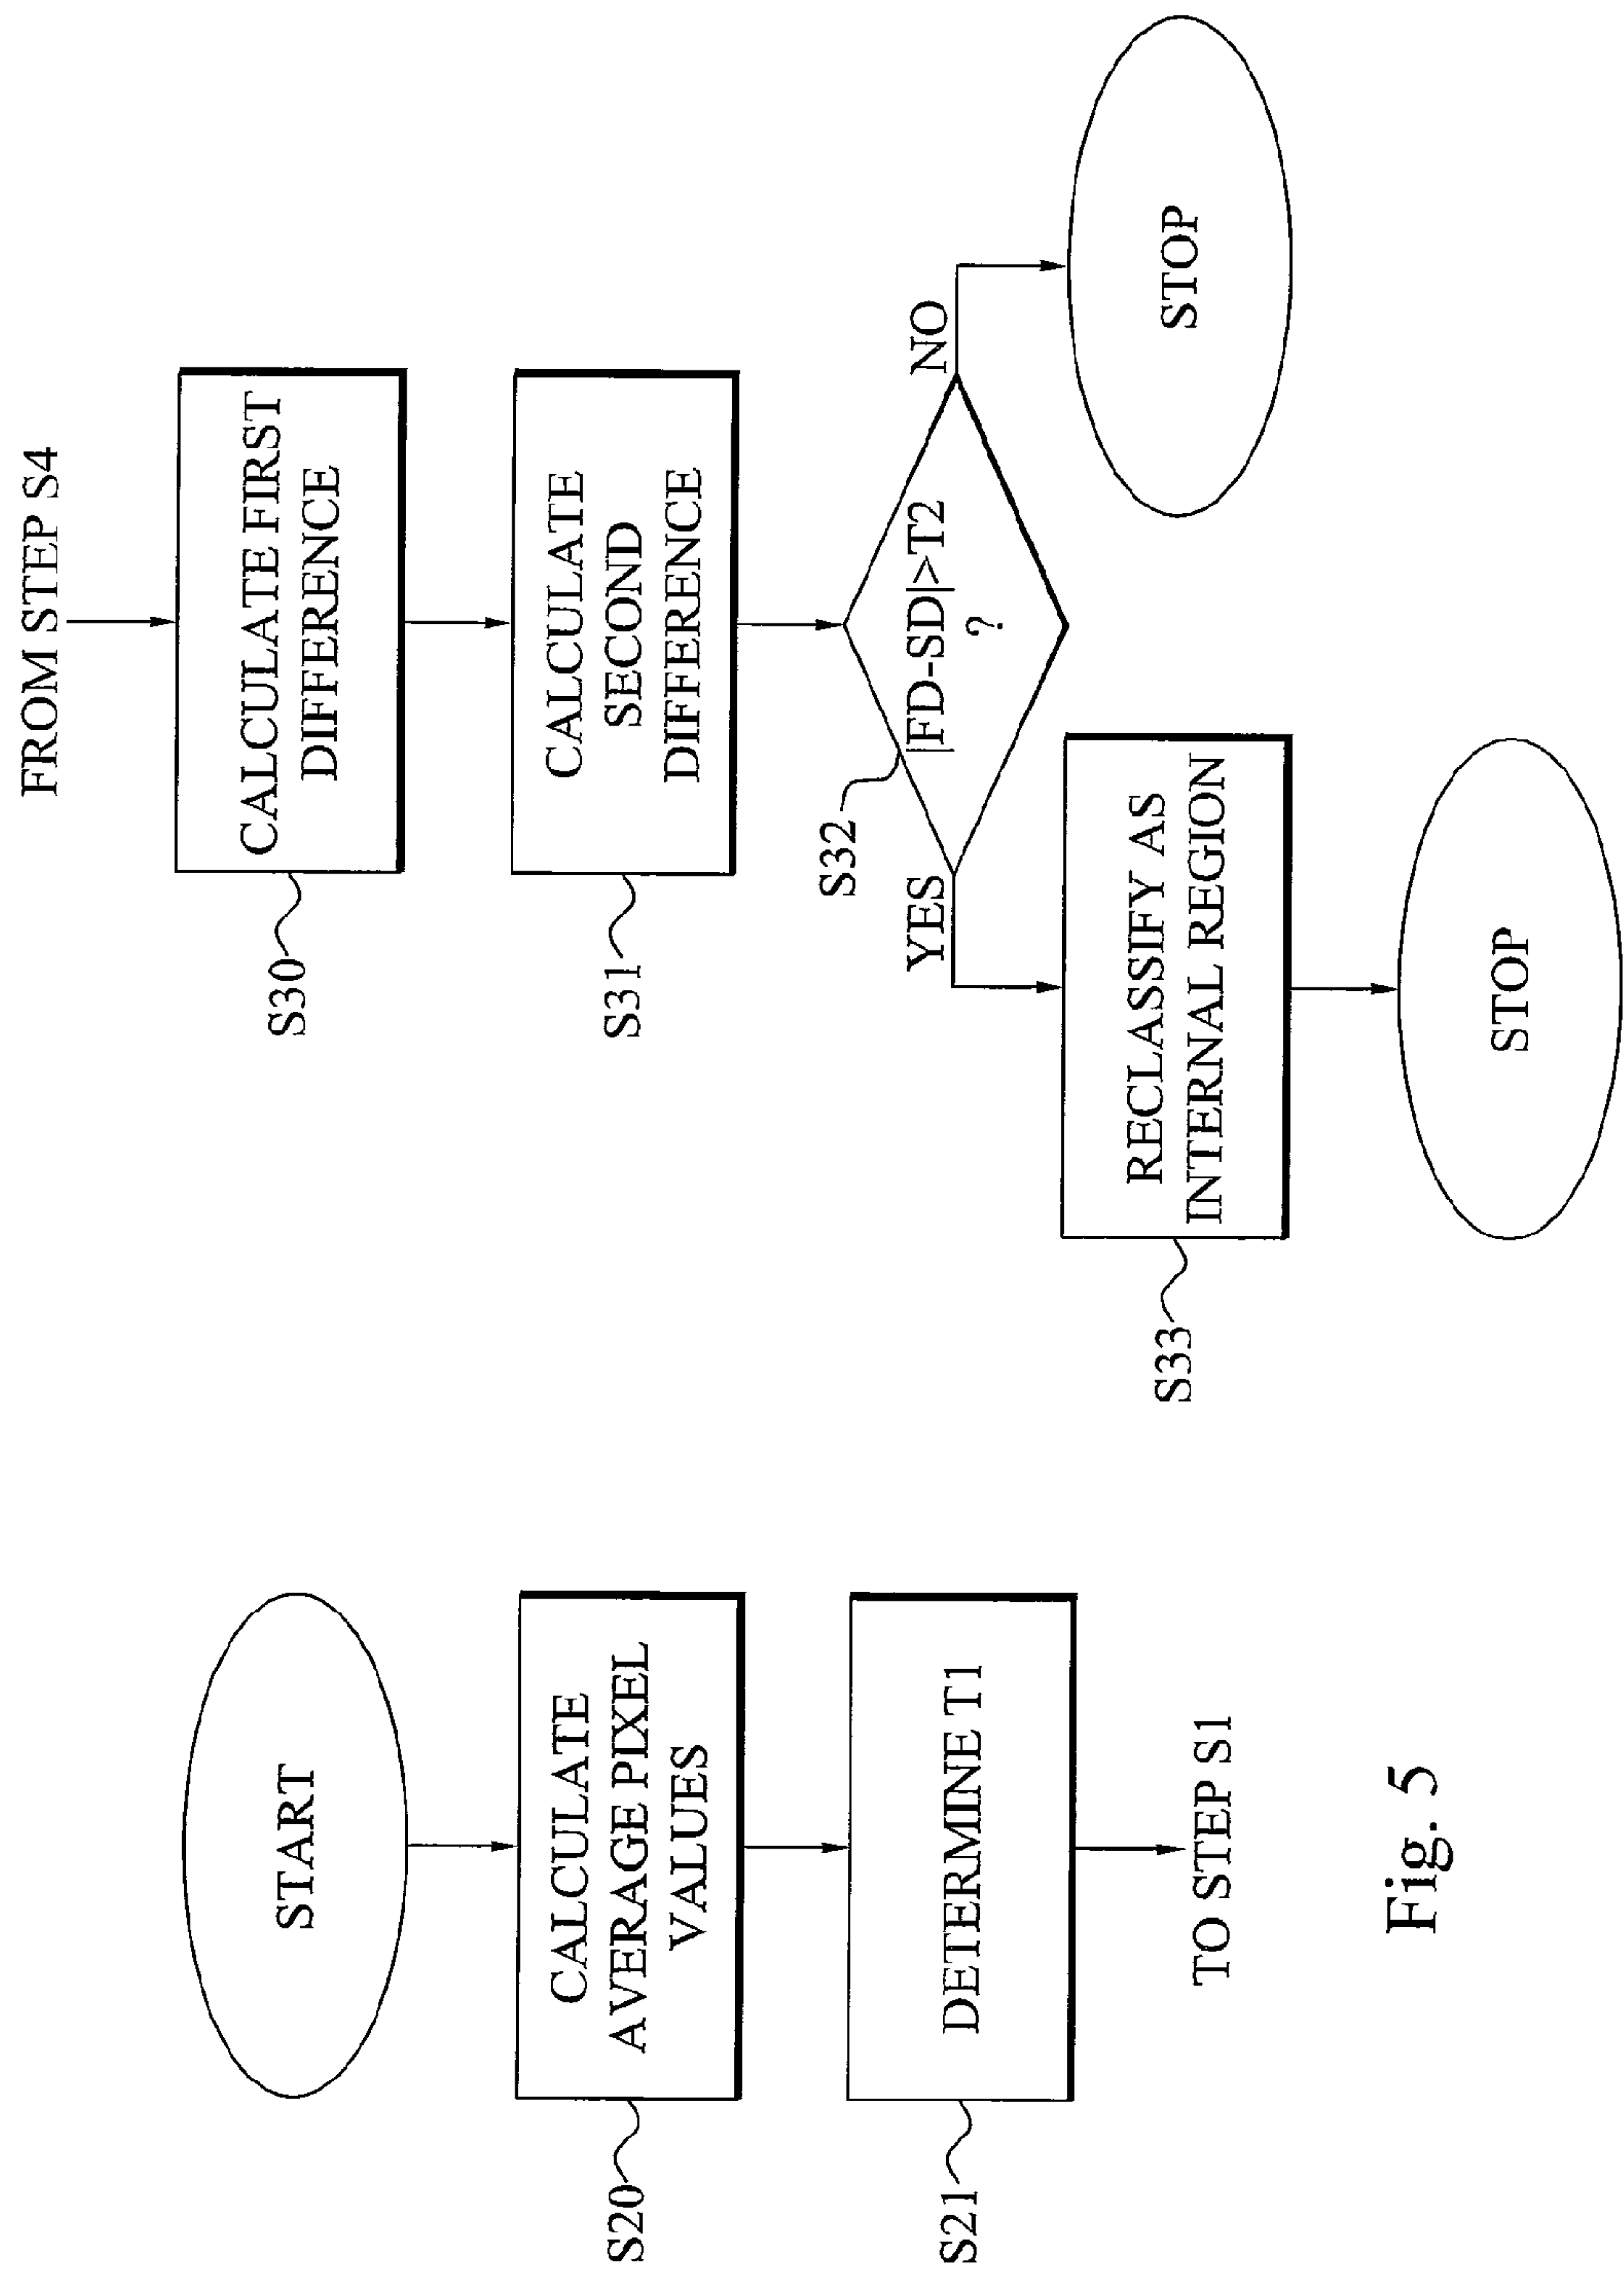 START
CALCULATE
AVERAGE PIXEL
VALUES
S20
DETERMINE T1
S21
TO STEP S1
FROM STEP S4
CALCULATE FIRST
DIFFERENCE
S30
CALCULATE
SECOND
DIFFERENCE
S31
S32
|FD-SD|>T2
?
YES
NO
RECLASSIFY AS
INTERNAL REGION
S33
STOP
STOP
Fig. 5